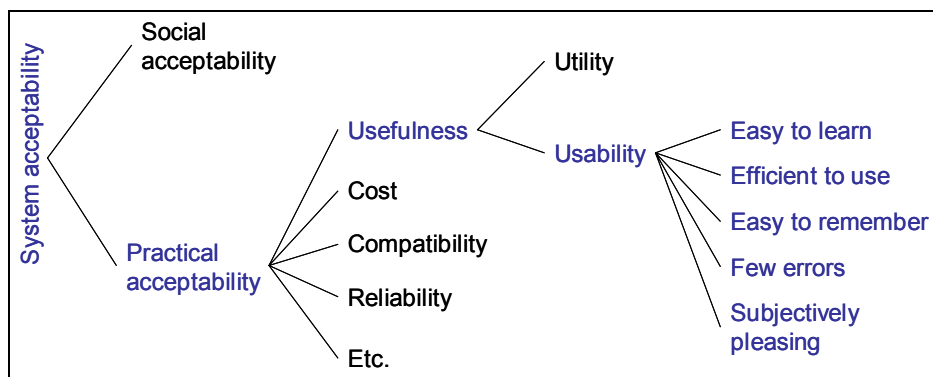 System acceptability
Social
acceptability
Practical
acceptability
Usefulness
Cost
Compatibility
Reliability
Etc.
Utility
Usability
Easy to learn
Efficient to use
Easy to remember
Few errors
Subjectively
pleasing